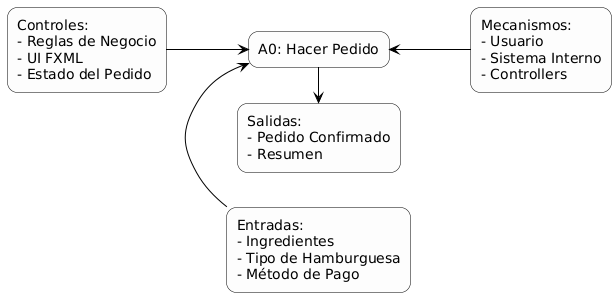 Controles:
- Reglas de Negocio
- UI FXML
- Estado del Pedido
A0: Hacer Pedido
Mecanismos:
- Usuario
- Sistema Interno
- Controllers
Salidas:
- Pedido Confirmado
- Resumen
Entradas:
- Ingredientes
- Tipo de Hamburguesa
- Método de Pago